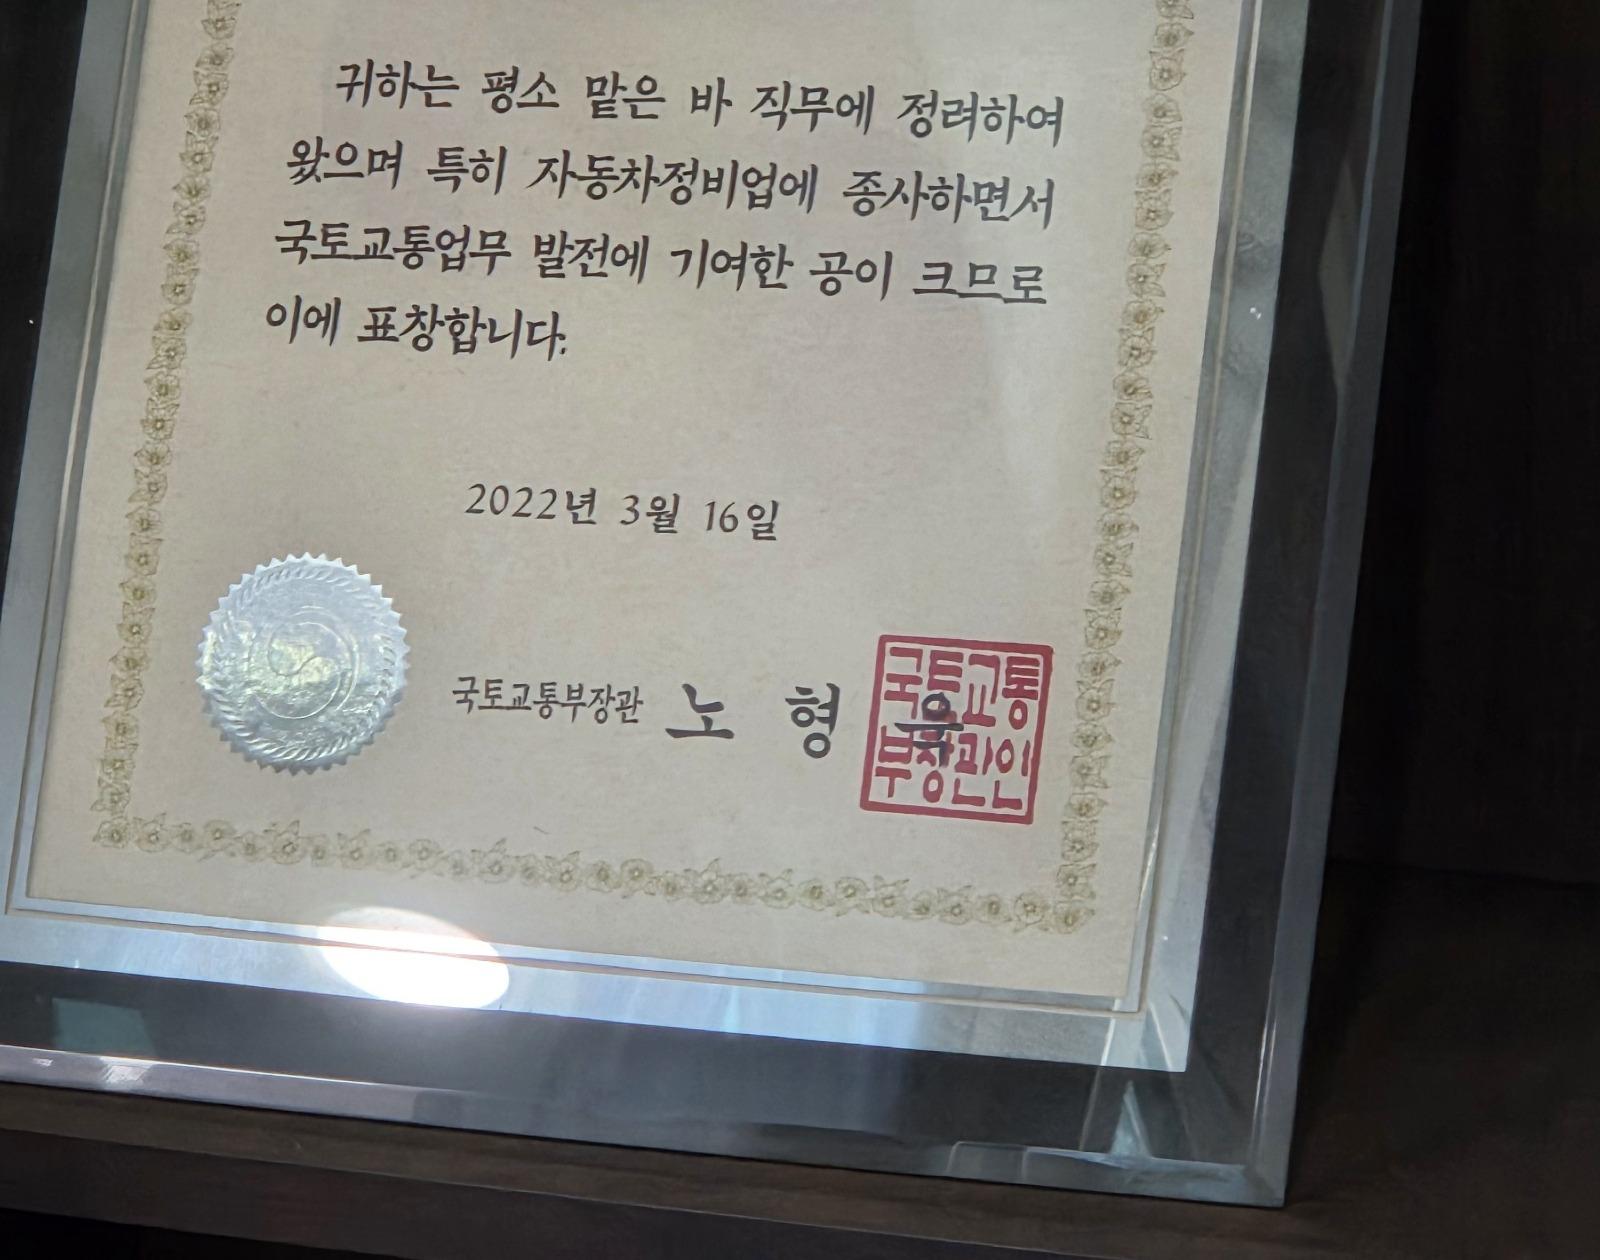 귀하는 평소 맡은 바 직무에 정려하여
왔으며 특히 자동차정비업에 종사하면서
국토교통업무 발전에 기여한 공이 크므로
이에 표창합니다.
2022년 3월 16일
국토교통부장관 노 형 욱
국토교통
부장관인